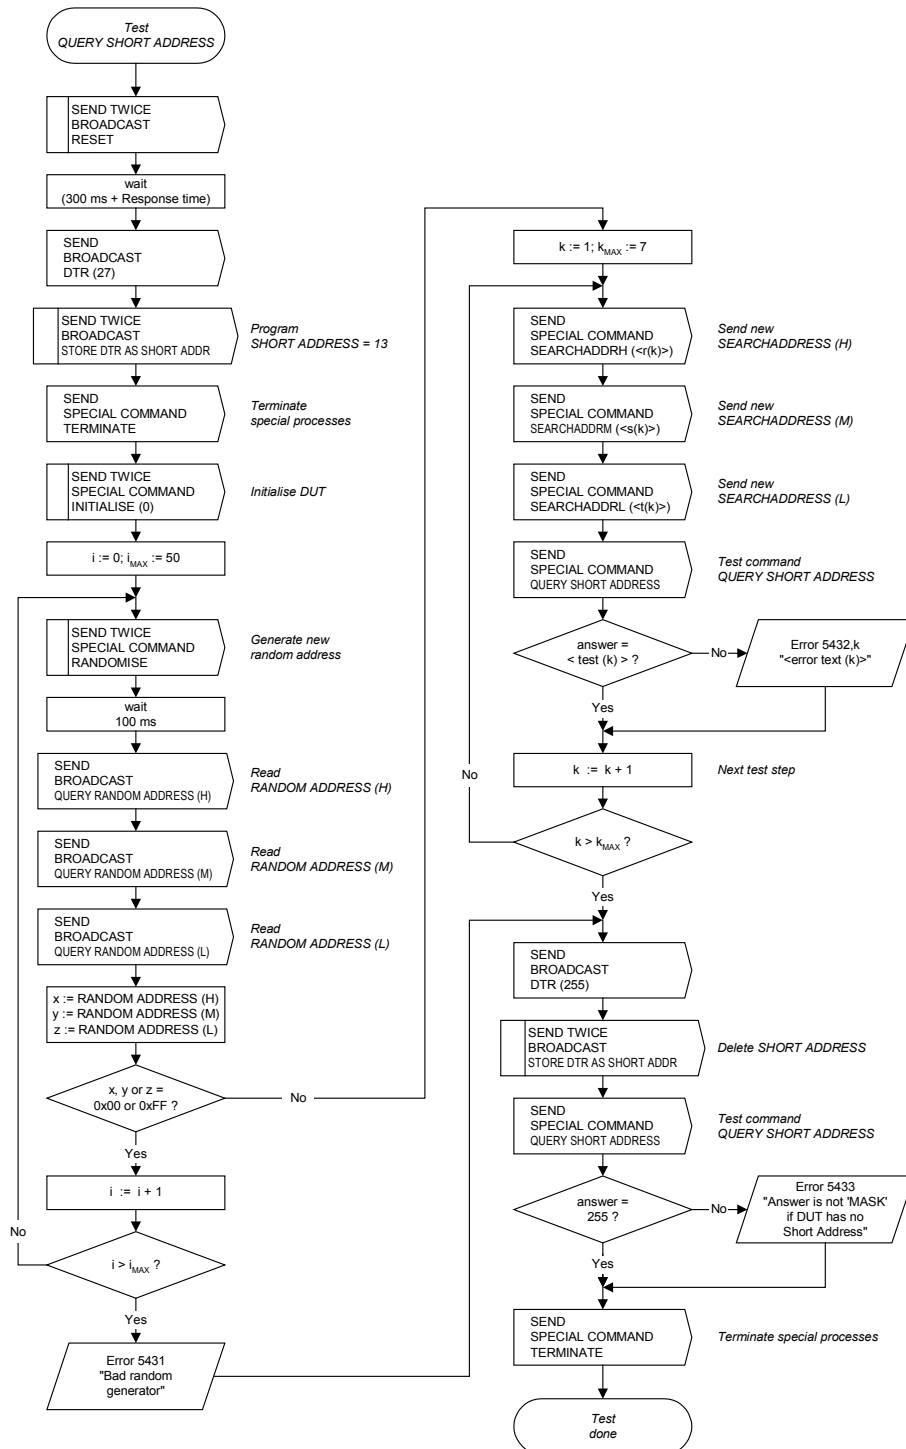 Test
QUERY SHORT ADDRESS
SEND TWICE
BROADCAST
RESET
wait
(300 ms + Response time)
SEND
BROADCAST
DTR (27)
SEND TWICE
BROADCAST
STORE DTR AS SHORT ADDR
Program
SHORT ADDRESS = 13
SEND
SPECIAL COMMAND
TERMINATE
Terminate
special processes
SEND TWICE
SPECIAL COMMAND
INITIALISE (0)
Initialise DUT
i := 0; iMAX := 50
SEND TWICE
SPECIAL COMMAND
RANDOMISE
Generate new
random address
wait
100 ms
SEND
BROADCAST
QUERY RANDOM ADDRESS (H)
Read
RANDOM ADDRESS (H)
SEND
BROADCAST
QUERY RANDOM ADDRESS (M)
Read
RANDOM ADDRESS (M)
SEND
BROADCAST
QUERY RANDOM ADDRESS (L)
Read
RANDOM ADDRESS (L)
x := RANDOM ADDRESS (H)
y := RANDOM ADDRESS (M)
z := RANDOM ADDRESS (L)
x, y or z =
0x00 or 0xFF ?
No
Yes
i := i + 1
No
i > iMAX ?
Yes
Error 5431
"Bad random
generator"
k := 1; kMAX := 7
SEND
SPECIAL COMMAND
SEARCHADDRH (<r(k)>)
Send new
SEARCHADDRESS (H)
SEND
SPECIAL COMMAND
SEARCHADDRM (<s(k)>)
Send new
SEARCHADDRESS (M)
SEND
SPECIAL COMMAND
SEARCHADDRL (<t(k)>)
Send new
SEARCHADDRESS (L)
SEND
SPECIAL COMMAND
QUERY SHORT ADDRESS
Test command
QUERY SHORT ADDRESS
answer =
< test (k) > ?
No
Error 5432,k
"<error text (k)>"
Yes
k := k + 1
Next test step
No
k > kMAX ?
Yes
SEND
BROADCAST
DTR (255)
SEND TWICE
BROADCAST
STORE DTR AS SHORT ADDR
Delete SHORT ADDRESS
SEND
SPECIAL COMMAND
QUERY SHORT ADDRESS
Test command
QUERY SHORT ADDRESS
answer =
255 ?
No
Error 5433
"Answer is not 'MASK'
if DUT has no
Short Address"
Yes
SEND
SPECIAL COMMAND
TERMINATE
Terminate special processes
Test
done